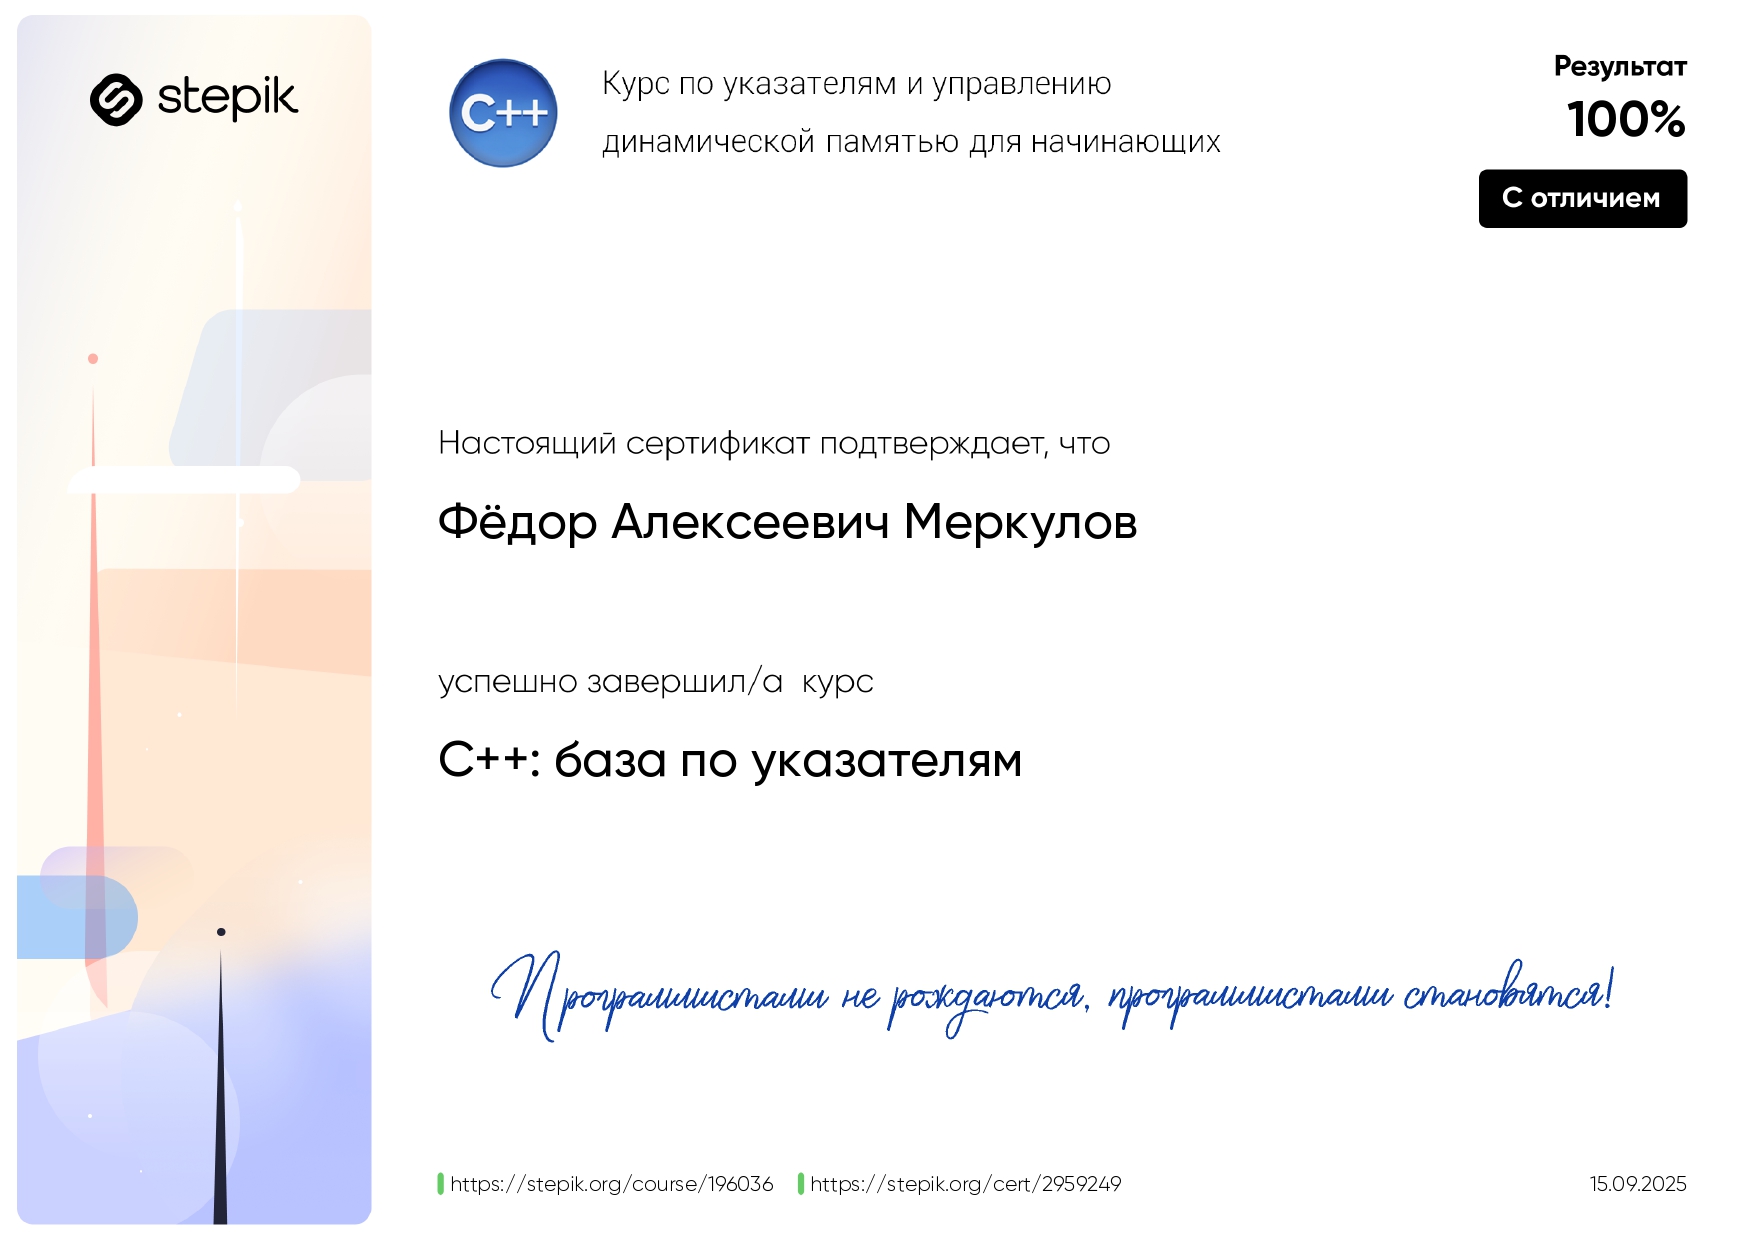 stepik
C++
Курс по указателям и управлению
динамической памятью для начинающих
Результат
100%
С отличием
Настоящий сертификат подтверждает, что
Фёдор Алексеевич Меркулов
успешно завершил/а курс
C++: база по указателям
Программистами не рождаются, программистами становятся!
https://stepik.org/course/196036 https://stepik.org/cert/2959249
15.09.2025